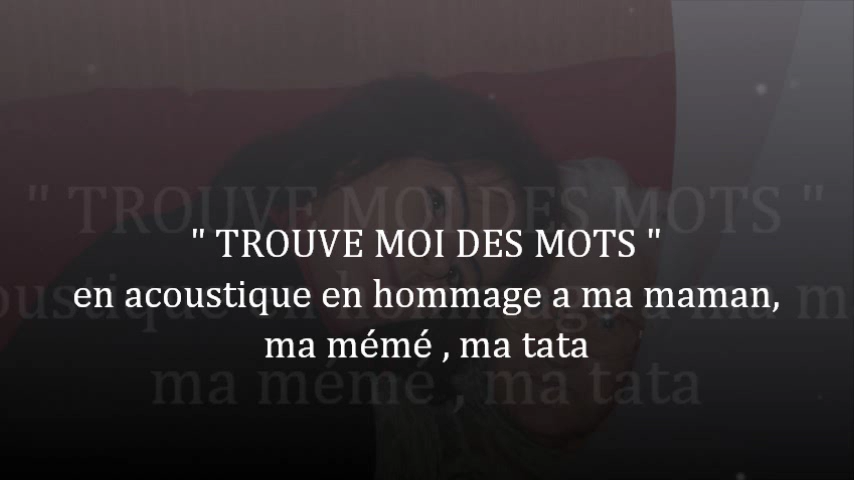 " TROUVE MOI DES MOTS "
en acoustique en hommage a ma maman,
ma mémé , ma tata